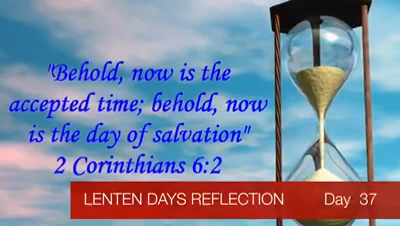 "Behold, now is the
accepted time; behold, now
is the day of salvation"
2 Corinthians 6:2
LENTEN DAYS REFLECTION Day 37